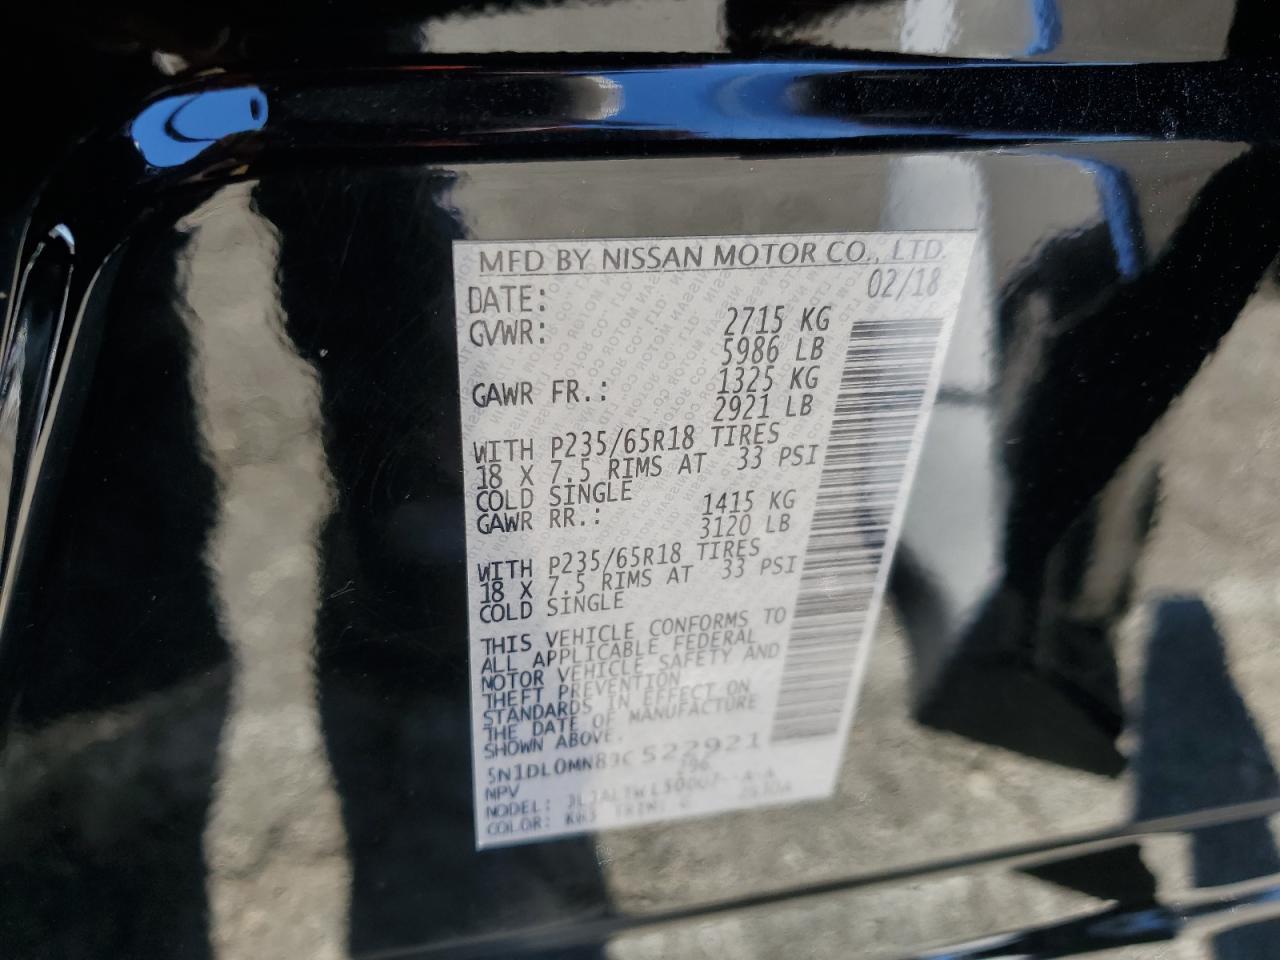 MFD BY NISSAN MOTOR CO., LTD.
DATE: 02/18
GVWR: 2715 KG
5986 LB
GAWR FR.: 1325 KG
2921 LB
WITH P235/65R18 TIRES
18 X 7.5 RIMS AT 33 PSI
COLD SINGLE
GAWR RR.: 1415 KG
3120 LB
WITH P235/65R18 TIRES
18 X 7.5 RIMS AT 33 PSI
COLD SINGLE
THIS VEHICLE CONFORMS TO
ALL APPLICABLE FEDERAL
MOTOR VEHICLE SAFETY AND
THEFT PREVENTION
STANDARDS IN EFFECT ON
THE DATE OF MANUFACTURE
SHOWN ABOVE.
5N1DL0MN8JC522921
MPV
MODEL:
COLOR: